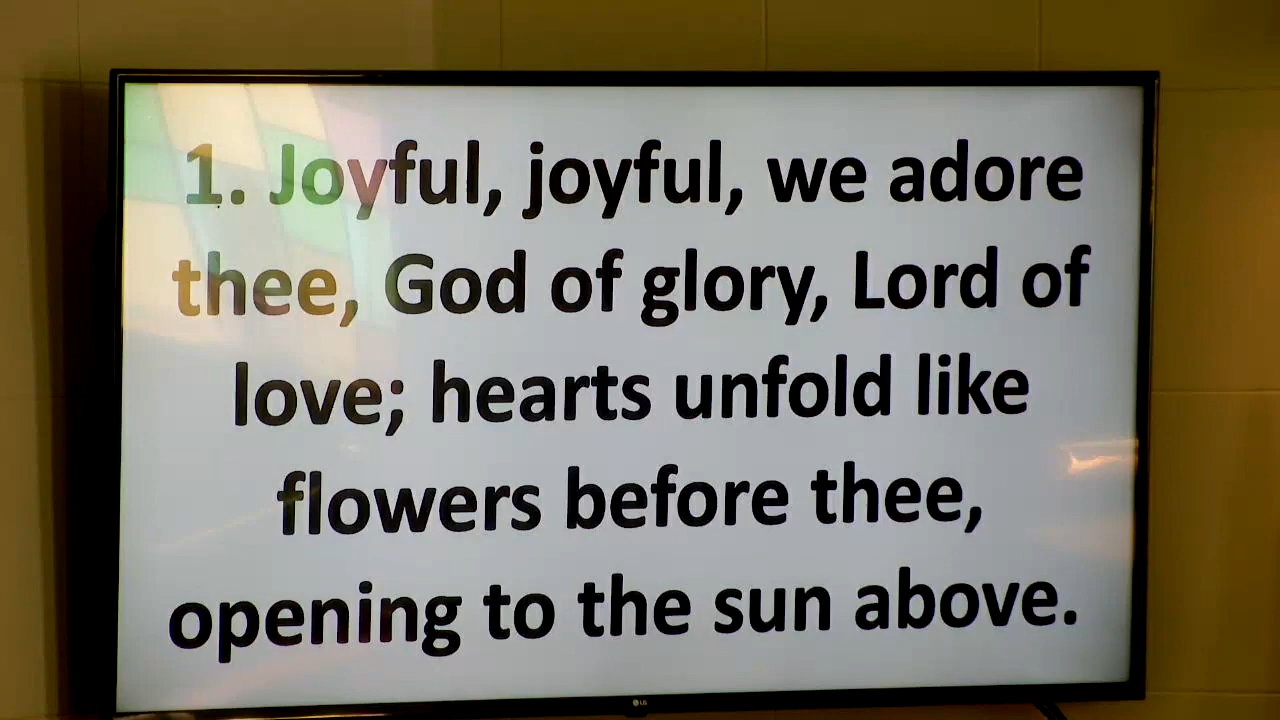 1. Joyful, joyful, we adore
thee, God of glory, Lord of
love; hearts unfold like
flowers before thee,
opening to the sun above.
LG